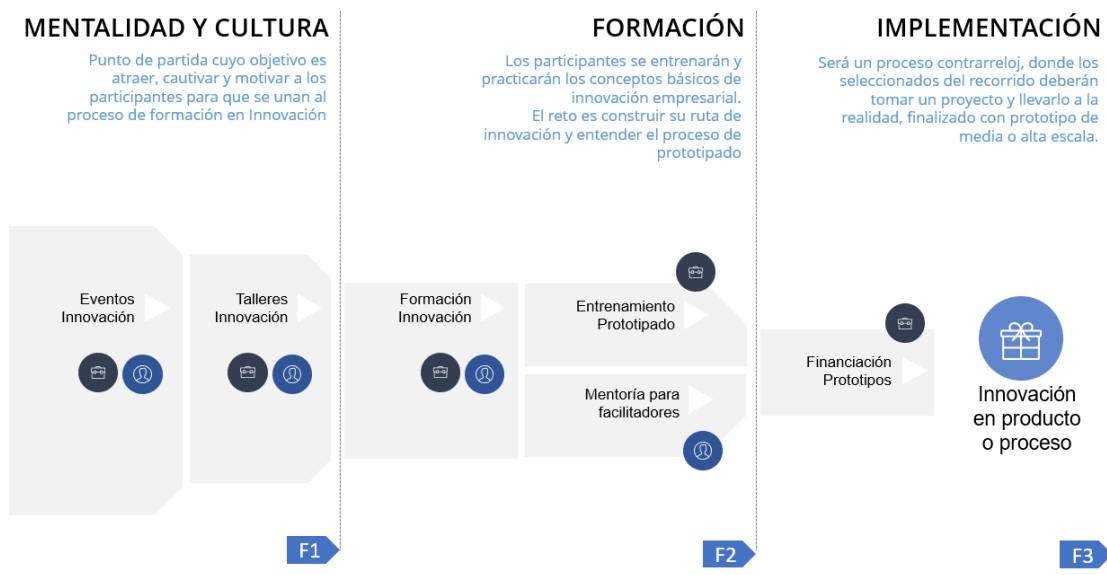 MENTALIDAD Y CULTURA
Punto de partida cuyo objetivo es
atraer, cautivar y motivar a los
participantes para que se unan al
proceso de formación en Innovación
FORMACIÓN
Los participantes se entrenarán y
practicarán los conceptos básicos de
innovación empresarial.
El reto es construir su ruta de
innovación y entender el proceso de
prototipado
IMPLEMENTACIÓN
Será un proceso contrarreloj, donde los
seleccionados del recorrido deberán
tomar un proyecto y llevarlo a la
realidad, finalizado con prototipo de
media o alta escala.
Eventos
Innovación
Talleres
Innovación
Formación
Innovación
Entrenamiento
Prototipado
Mentoría para
facilitadores
Financiación
Prototipos
Innovación
en producto
o proceso
F1
F2
F3